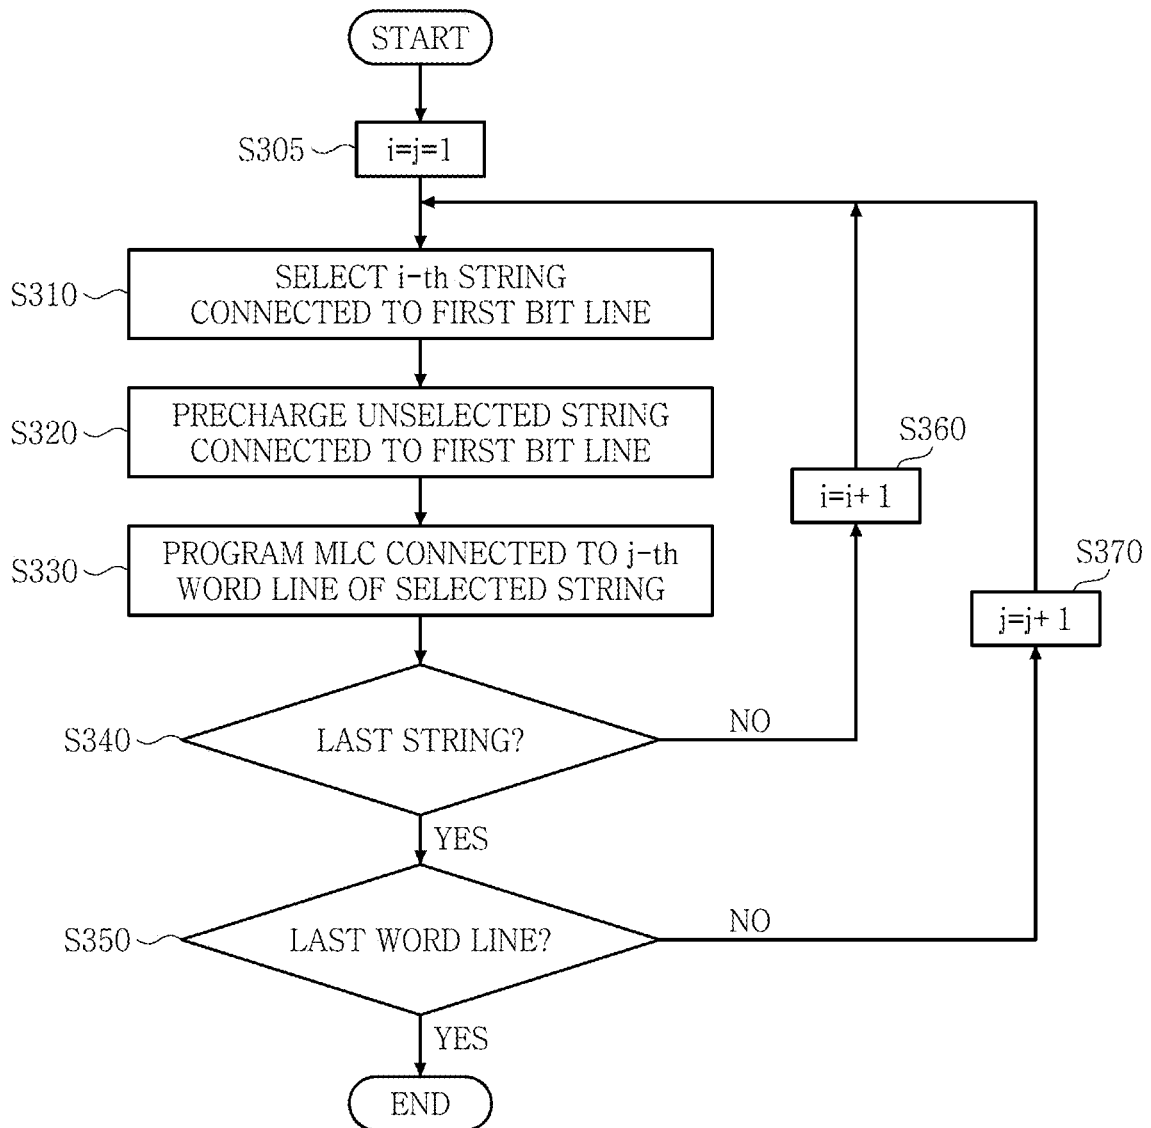 START
S305
i=j=1
S310
SELECT i-th STRING
CONNECTED TO FIRST BIT LINE
S320
PRECHARGE UNSELECTED STRING
CONNECTED TO FIRST BIT LINE
S360
i=i+ 1
S330
PROGRAM MLC CONNECTED TO j-th
WORD LINE OF SELECTED STRING
S370
j=j+ 1
S340
LAST STRING?
NO
YES
S350
LAST WORD LINE?
NO
YES
END